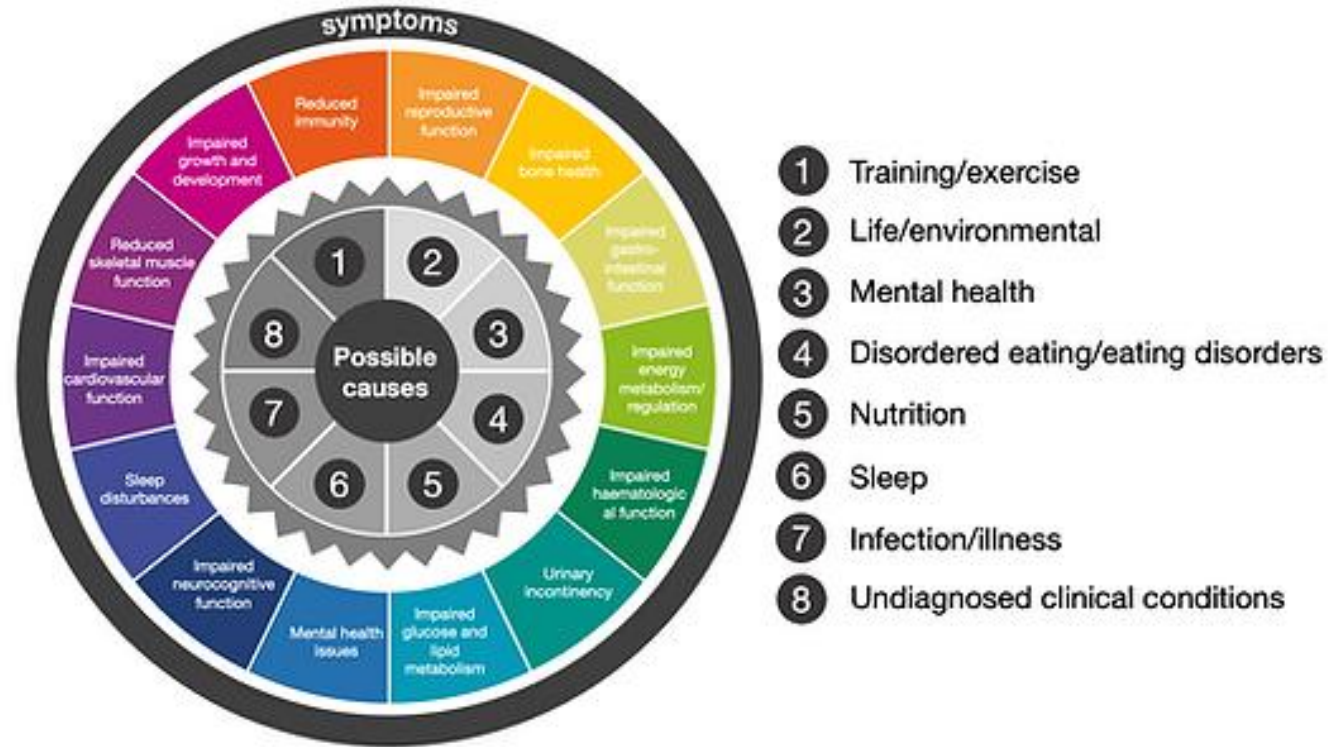 symptoms
Reduced
immunity
Impaired
reproductive
function
Impaired
bone health
Impaired
gastro-
intestinal
function
Impaired
energy
metabolism/
regulation
Impaired
haematologic
al function
Urinary
incontinency
Impaired
glucose and
lipid
metabolism
Mental health
issues
Impaired
neurocognitive
function
Sleep
disturbances
Impaired
cardiovascular
function
Reduced
skeletal muscle
function
Impaired
growth and
development
1
2
3
4
5
6
7
8
Possible
causes
1 Training/exercise
2 Life/environmental
3 Mental health
4 Disordered eating/eating disorders
5 Nutrition
6 Sleep
7 Infection/illness
8 Undiagnosed clinical conditions